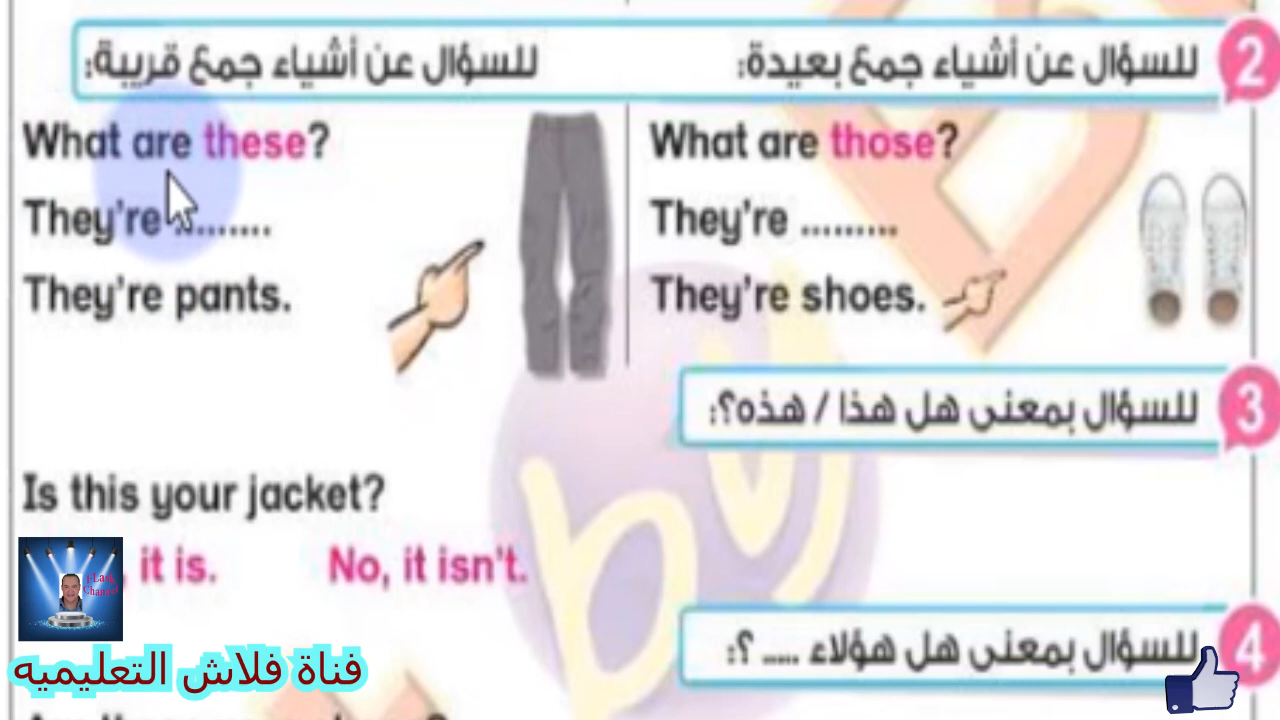 2
للسؤال عن أشياء جمع بعيدة:
للسؤال عن أشياء جمع قريبة:
What are these?
They're .........
They're pants.
What are those?
They're .........
They're shoes.
3
للسؤال بمعنى هل هذا / هذه؟:
Is this your jacket?
, it is.
No, it isn't.
4
للسؤال بمعنى هل هؤلاء ..... ؟:
by
قناة فلاش التعليميه